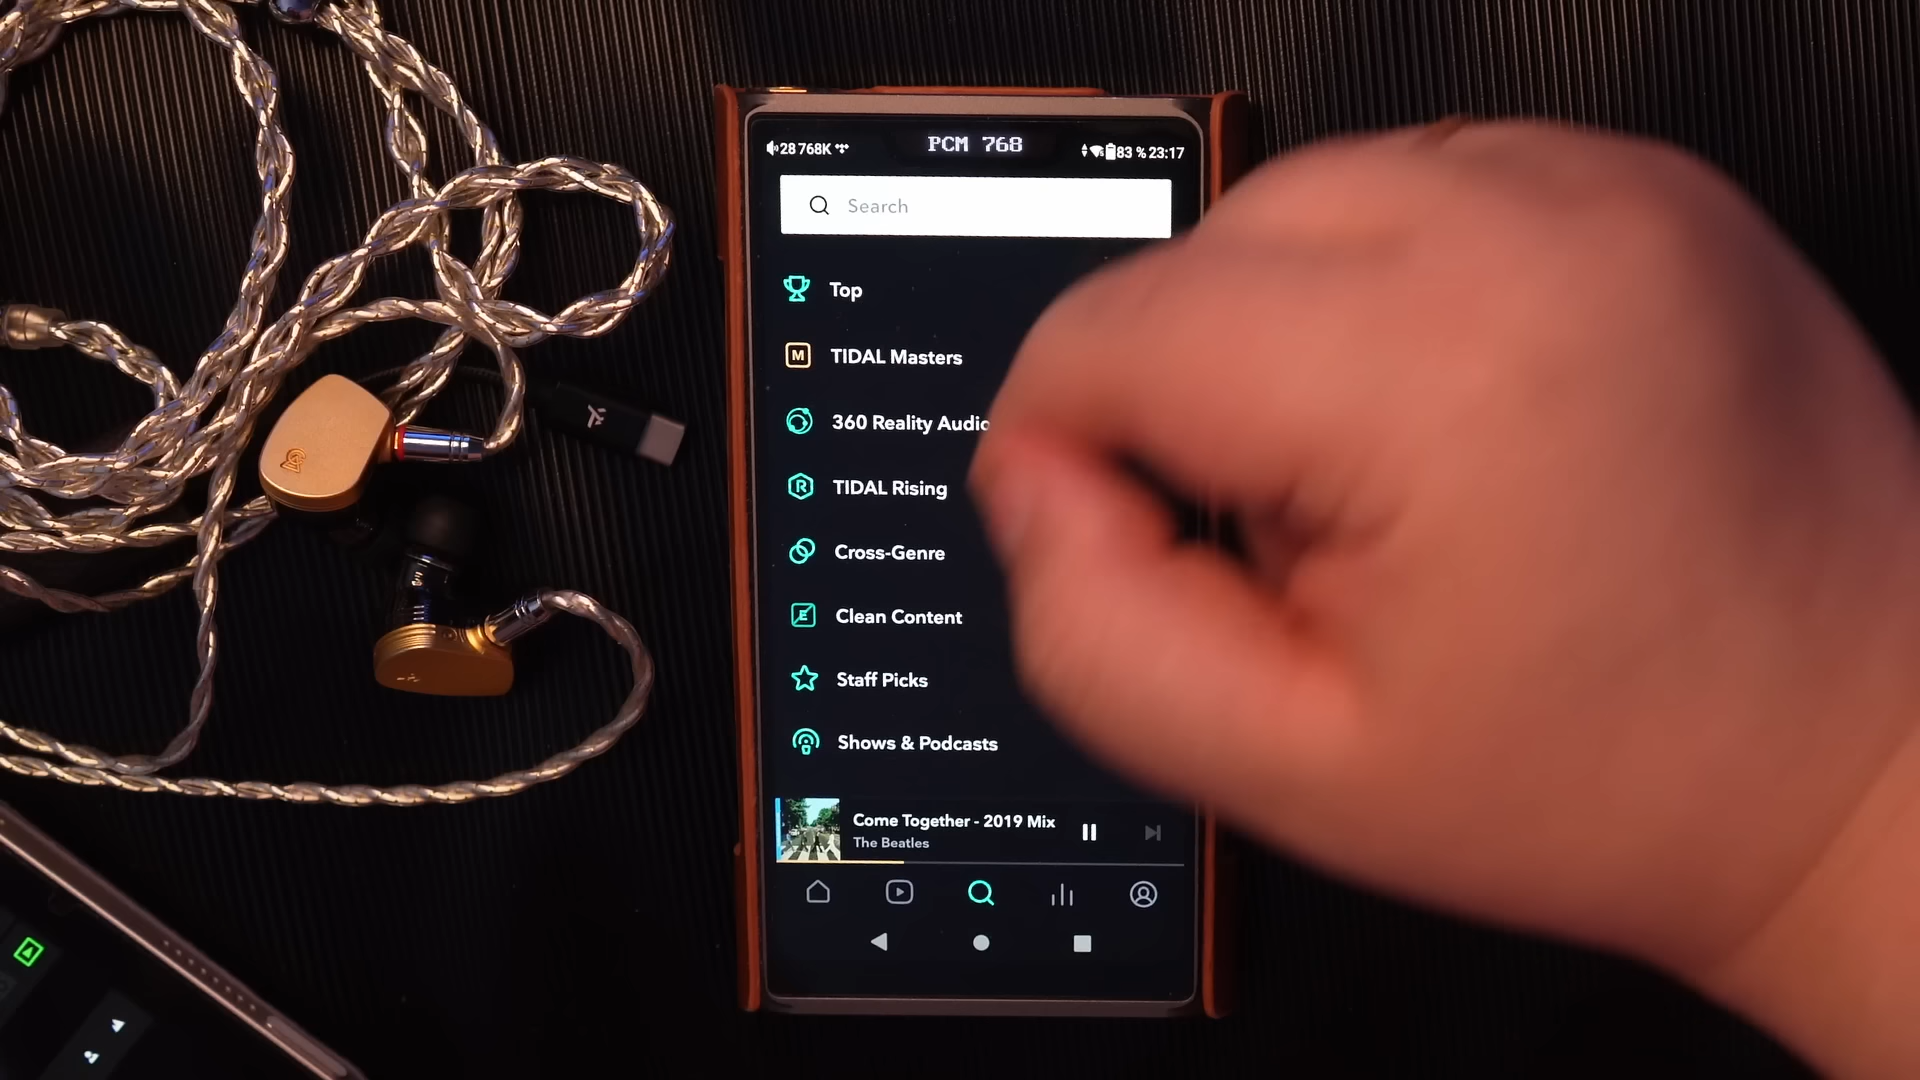 28 768K
PCM 768
83 % 23:17
Search
Top
M TIDAL Masters
360 Reality Audio
R TIDAL Rising
Cross-Genre
E Clean Content
Staff Picks
Shows & Podcasts
Come Together - 2019 Mix
The Beatles